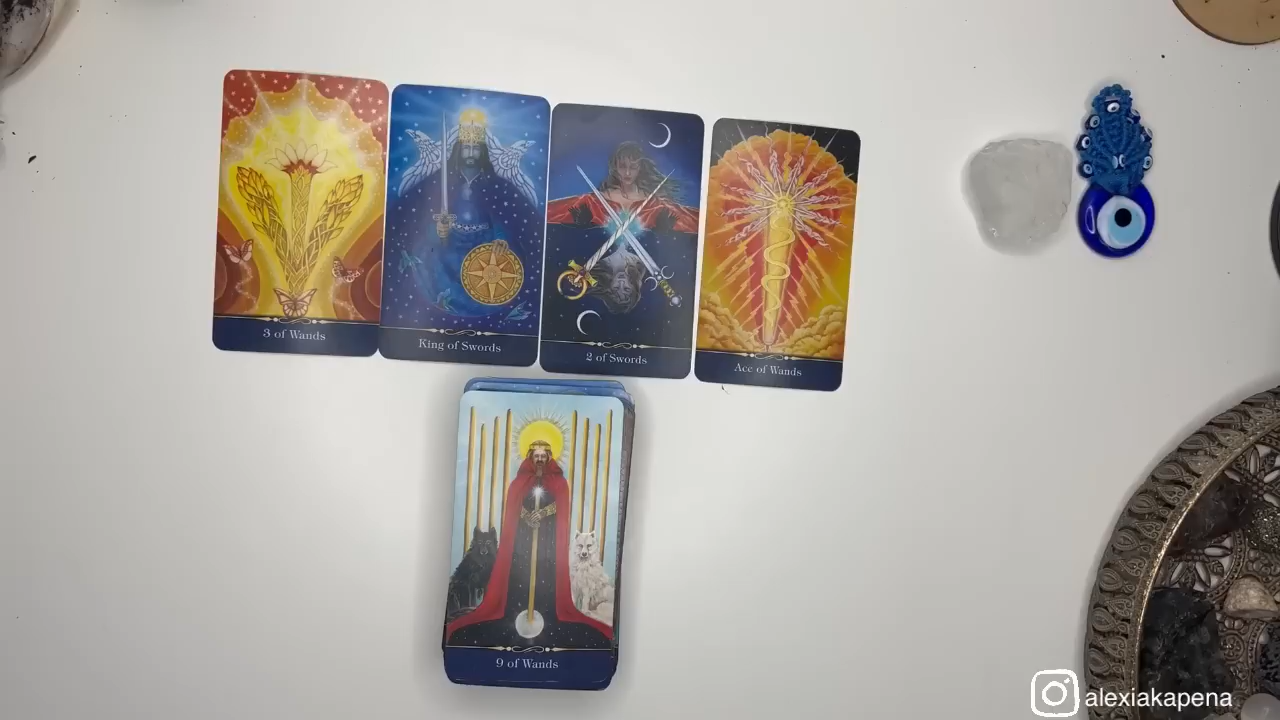 3 of Wands
King of Swords
2 of Swords
Ace of Wands
9 of Wands
alexiakapena